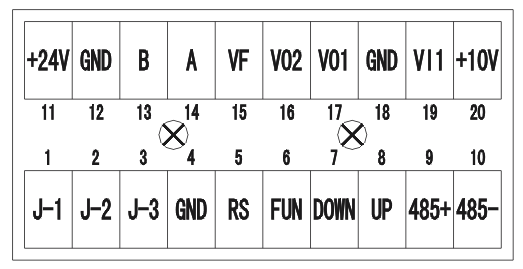 +24V GND B A VF VO2 VO1 GND VI1 +10V
11 12 13 14 15 16 17 18 19 20
1 2 3 4 5 6 7 8 9 10
J-1 J-2 J-3 GND RS FUN DOWN UP 485+ 485-